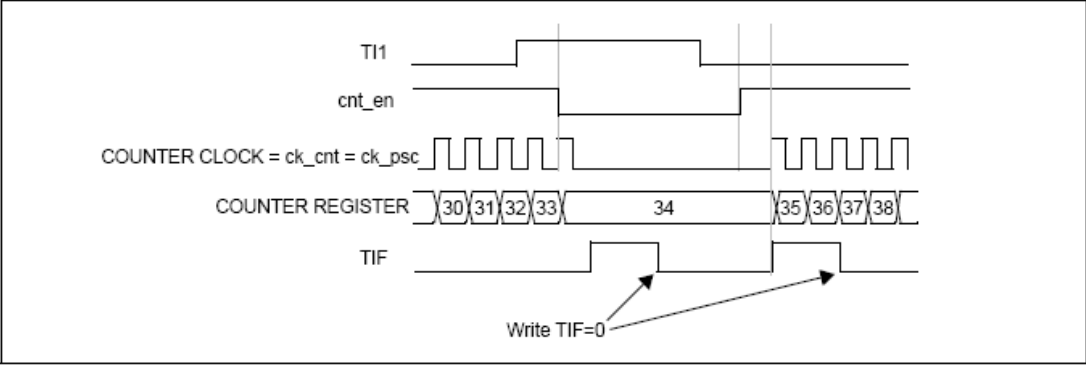 TI1
cnt_en
COUNTER CLOCK = ck_cnt = ck_psc
COUNTER REGISTER 30 31 32 33 34 35 36 37 38
TIF
Write TIF=0